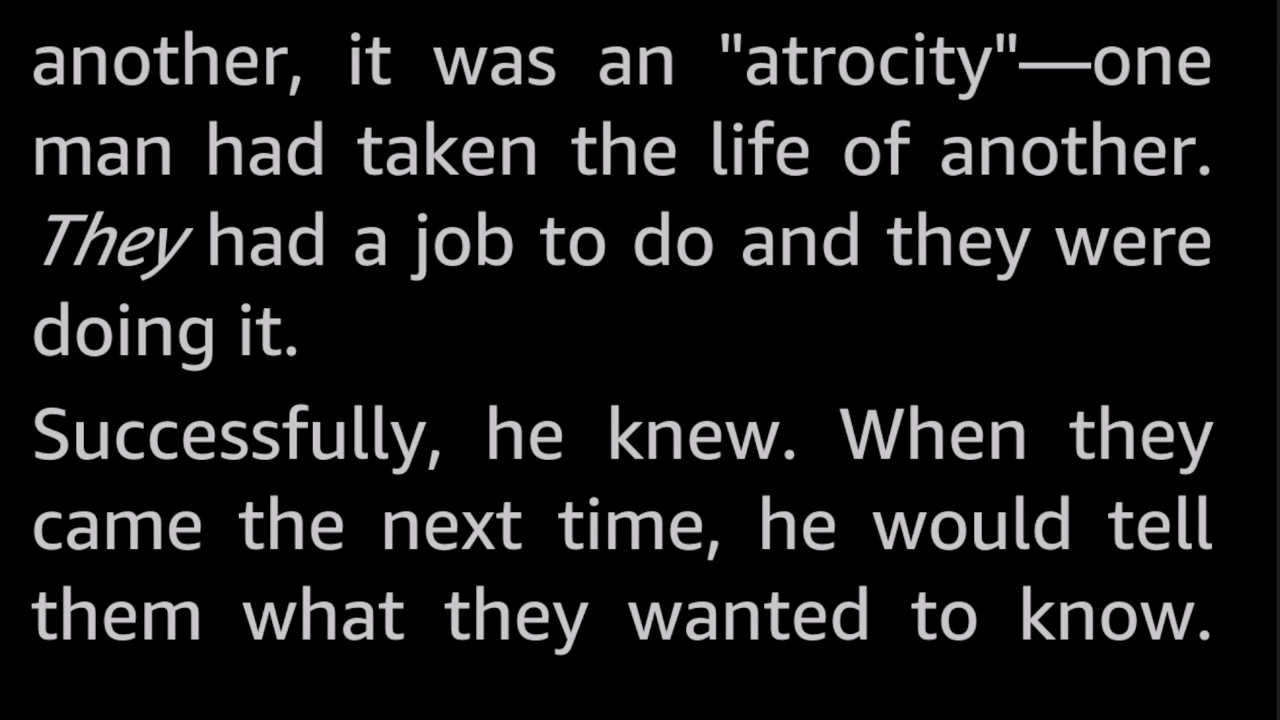 another, it was an "atrocity"—one
man had taken the life of another.
They had a job to do and they were
doing it.
Successfully, he knew. When they
came the next time, he would tell
them what they wanted to know.